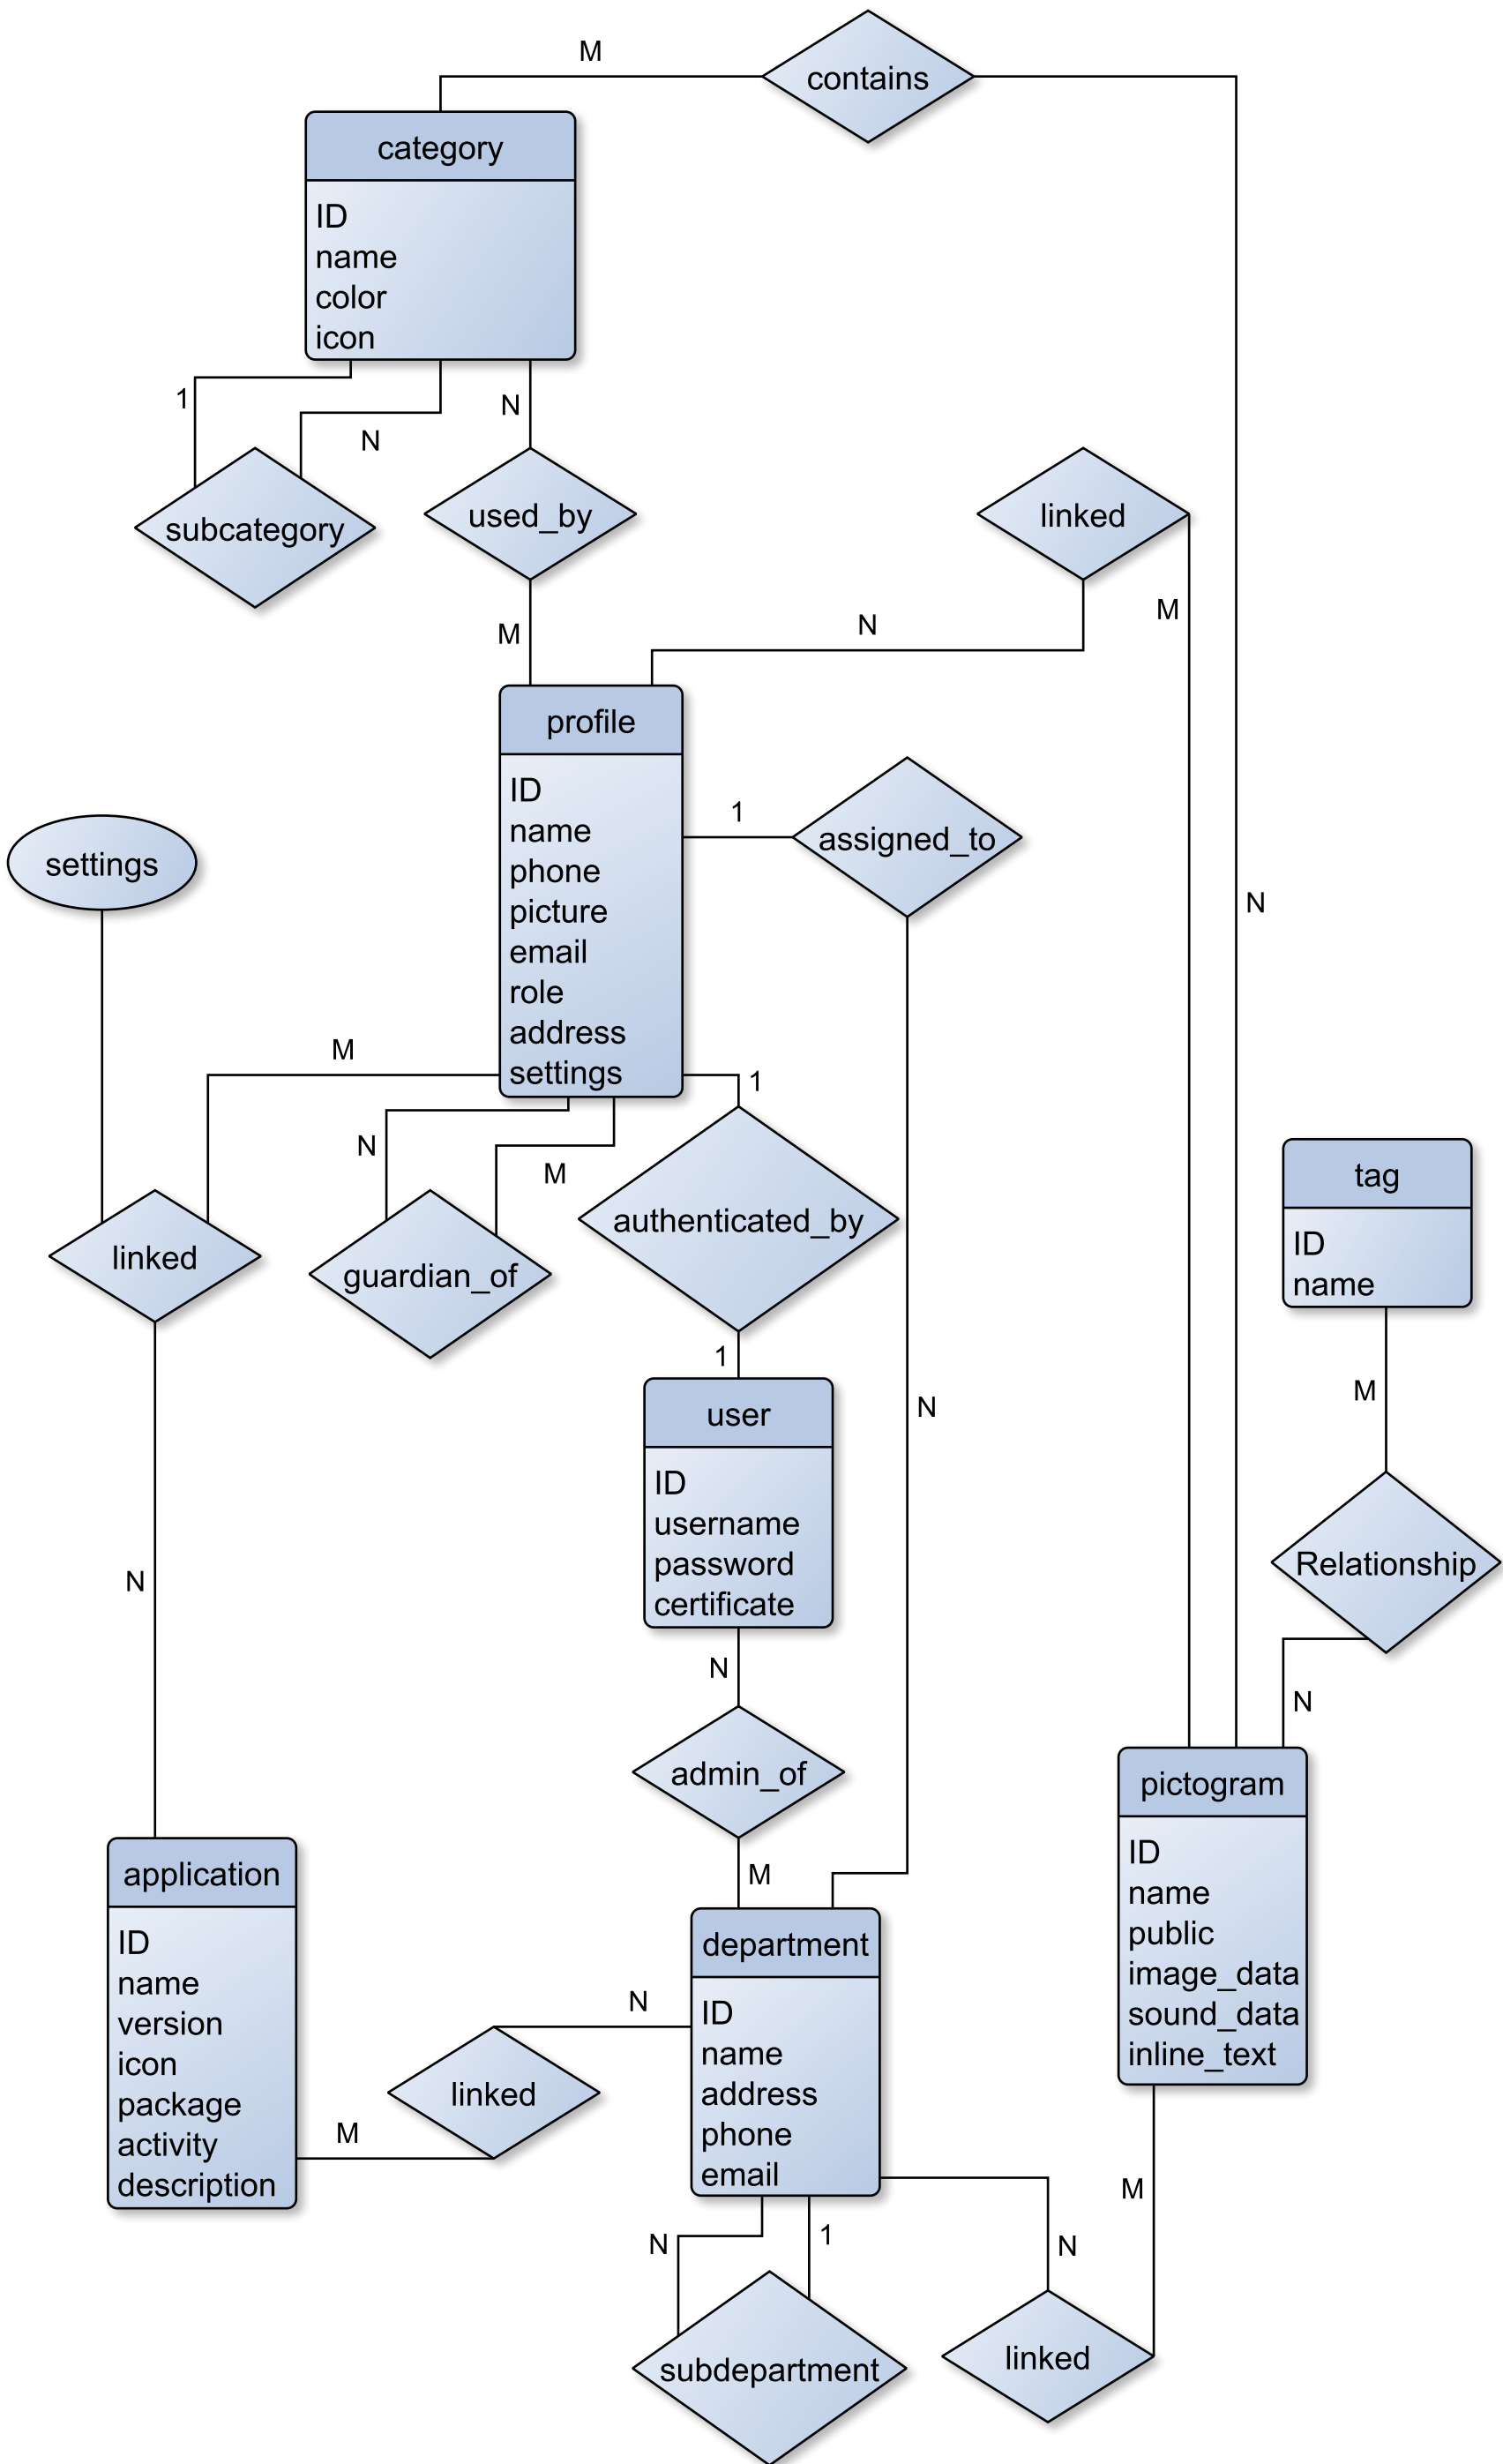 M
contains
category
ID
name
color
icon
1
N
N
subcategory
used_by
linked
M
N
M
profile
ID
name
phone
picture
email
role
address
settings
1
assigned_to
settings
N
M
1
N
M
linked
guardian_of
authenticated_by
tag
ID
name
1
M
N
user
ID
username
password
certificate
N
Relationship
N
N
admin_of
M
pictogram
ID
name
public
image_data
sound_data
inline_text
application
ID
name
version
icon
package
activity
description
department
ID
name
address
phone
email
N
linked
M
M
N
1
N
subdepartment
linked